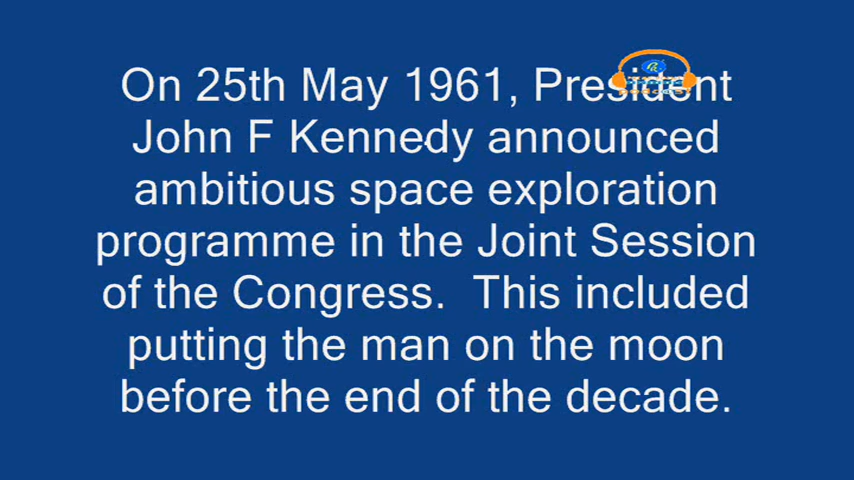 On 25th May 1961, President
John F Kennedy announced
ambitious space exploration
programme in the Joint Session
of the Congress.  This included
putting the man on the moon
before the end of the decade.